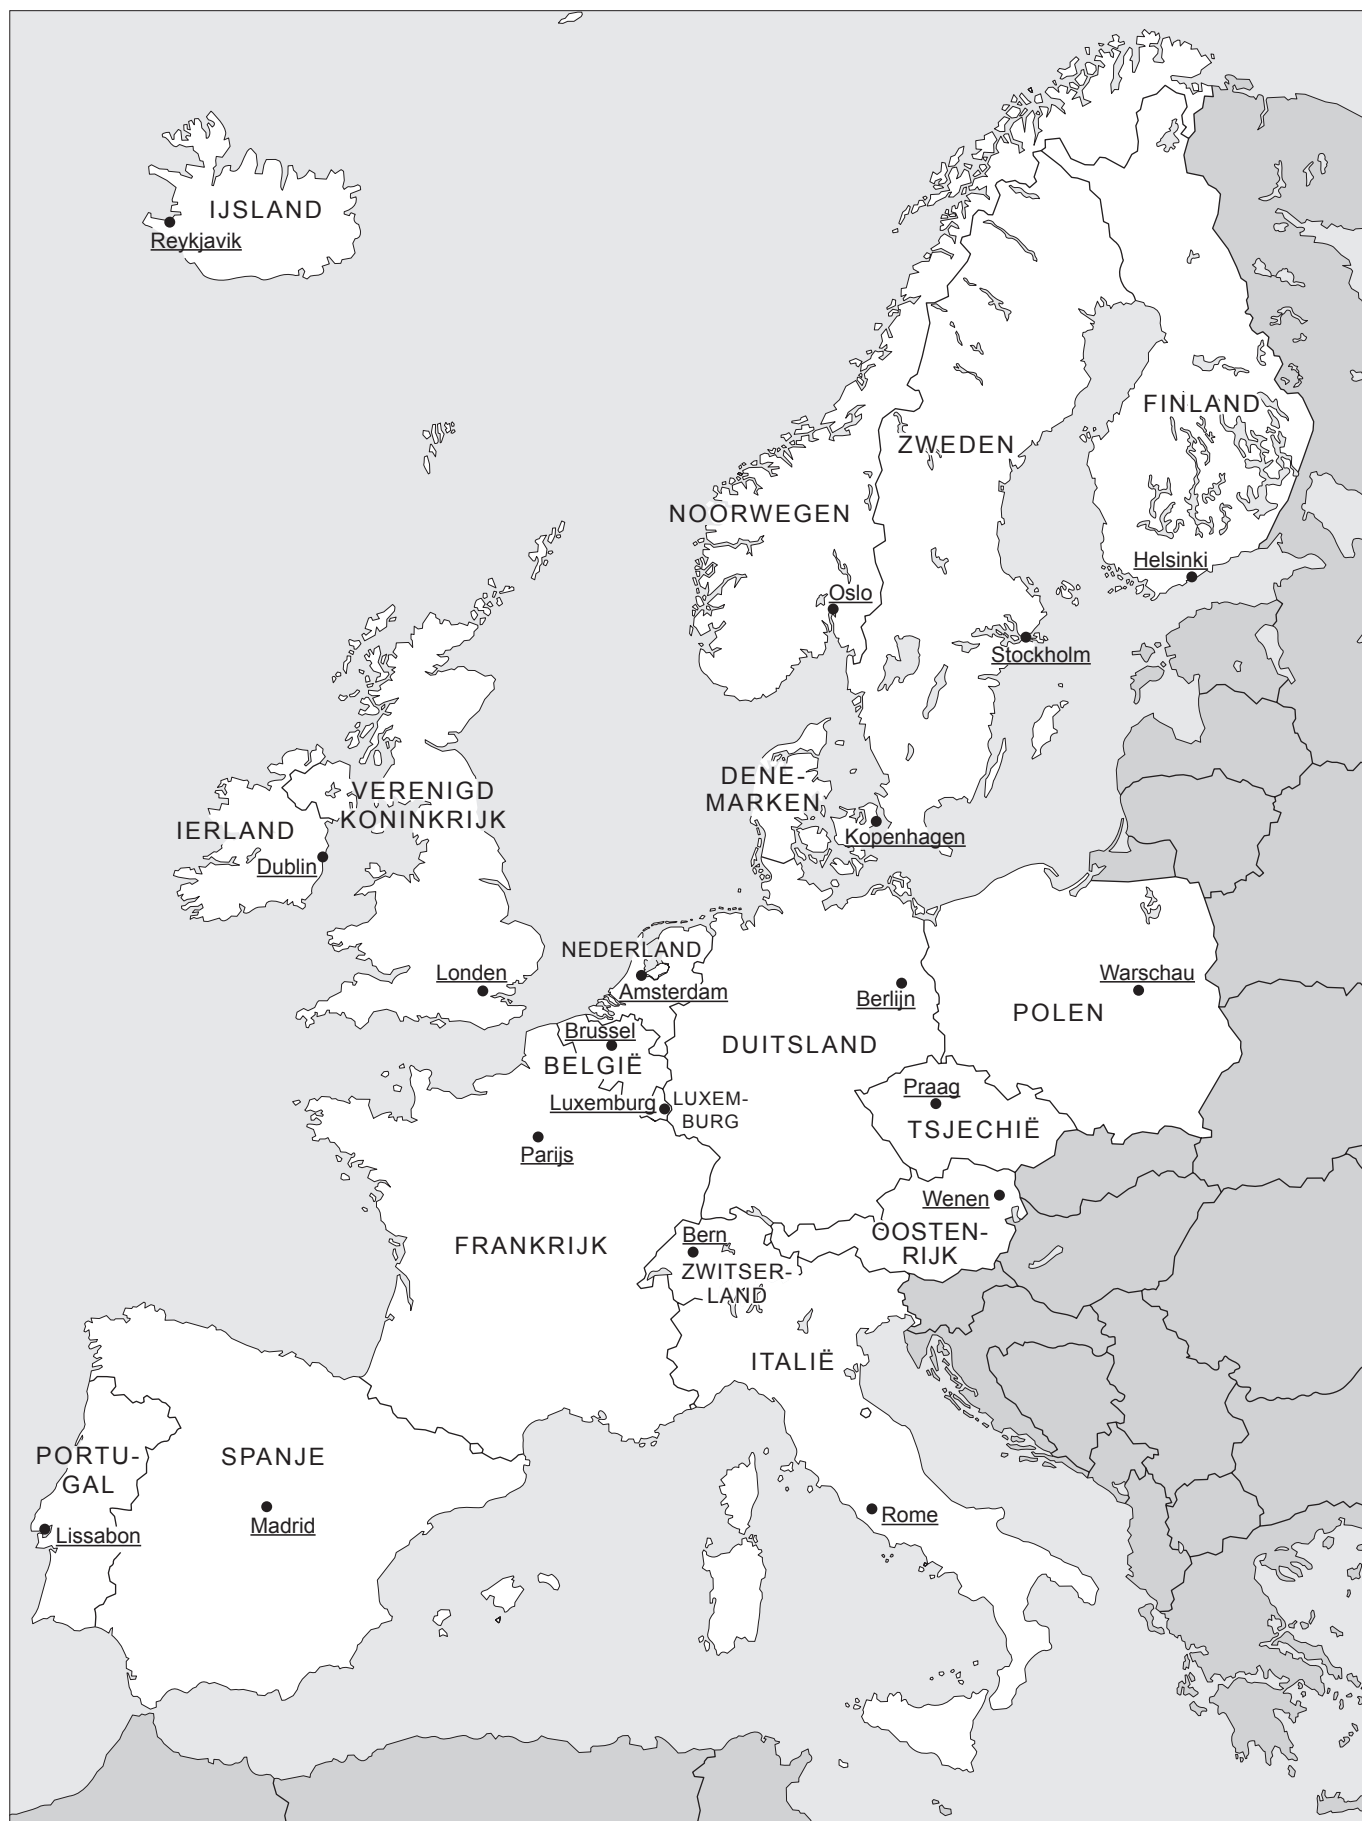 IJSLAND
Reykjavik
FINLAND
ZWEDEN
NOORWEGEN
Helsinki
Oslo
Stockholm
DENE-
MARKEN
Kopenhagen
VERENIGD
KONINKRIJK
IERLAND
Dublin
NEDERLAND
Amsterdam
Londen
Berlijn
Warschau
POLEN
Brussel
BELGIË
DUITSLAND
Luxemburg
LUXEM-
BURG
Praag
TSJECHIË
Parijs
Wenen
OOSTEN-
RIJK
FRANKRIJK
Bern
ZWITSER-
LAND
ITALIË
PORTU-
GAL
SPANJE
Lissabon
Madrid
Rome